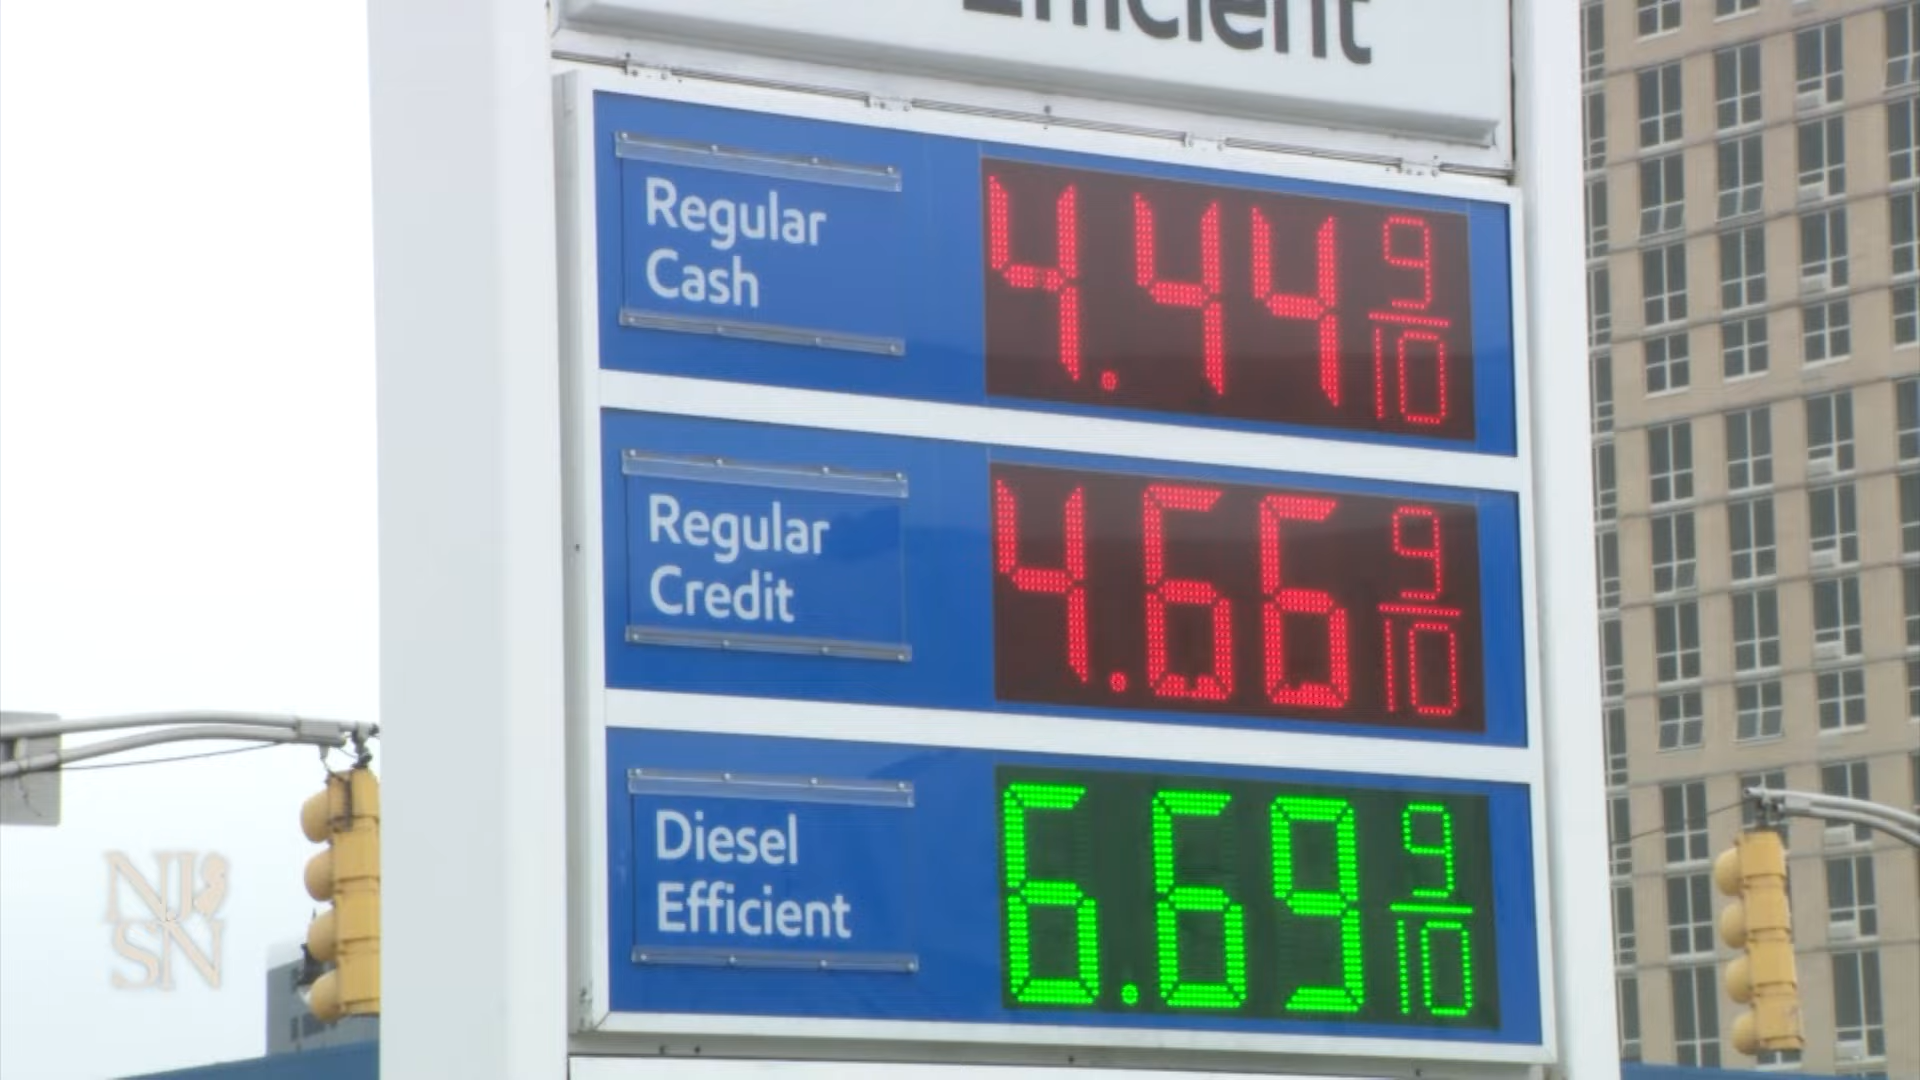 Efficient
Regular
Cash
4.44 9/10
Regular
Credit
4.66 9/10
Diesel
Efficient
6.69 9/10
NJ
SN